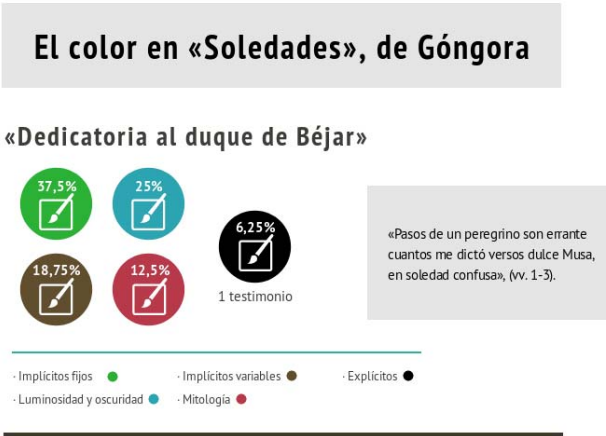 El color en «Soledades», de Góngora
«Dedicatoria al duque de Béjar»
37,5%
25%
6,25%
18,75%
12,5%
1 testimonio
«Pasos de un peregrino son errante
cuantos me dictó versos dulce Musa,
en soledad confusa», (vv. 1-3).
· Implícitos fijos
· Implícitos variables
· Explícitos
· Luminosidad y oscuridad
· Mitología